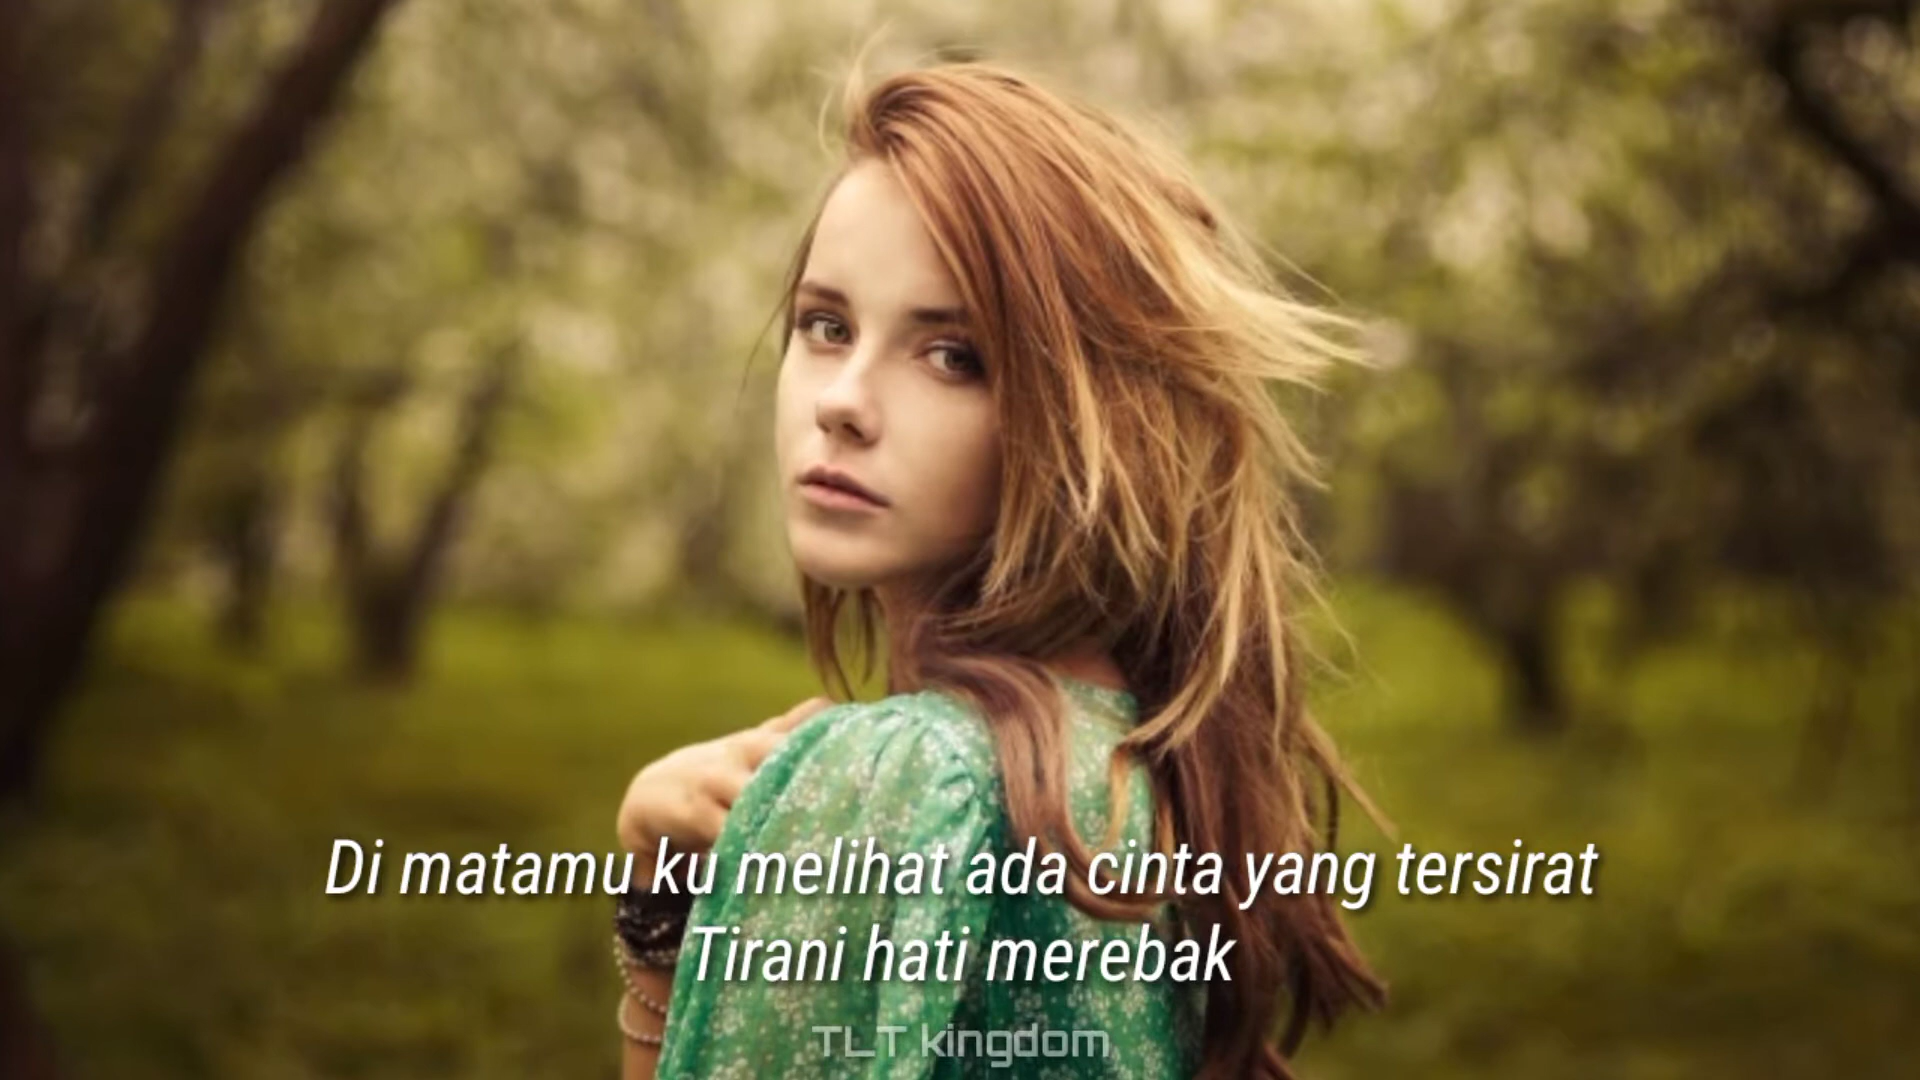 Di matamu ku melihat ada cinta yang tersirat
Tirani hati merebak
TLT kingdom